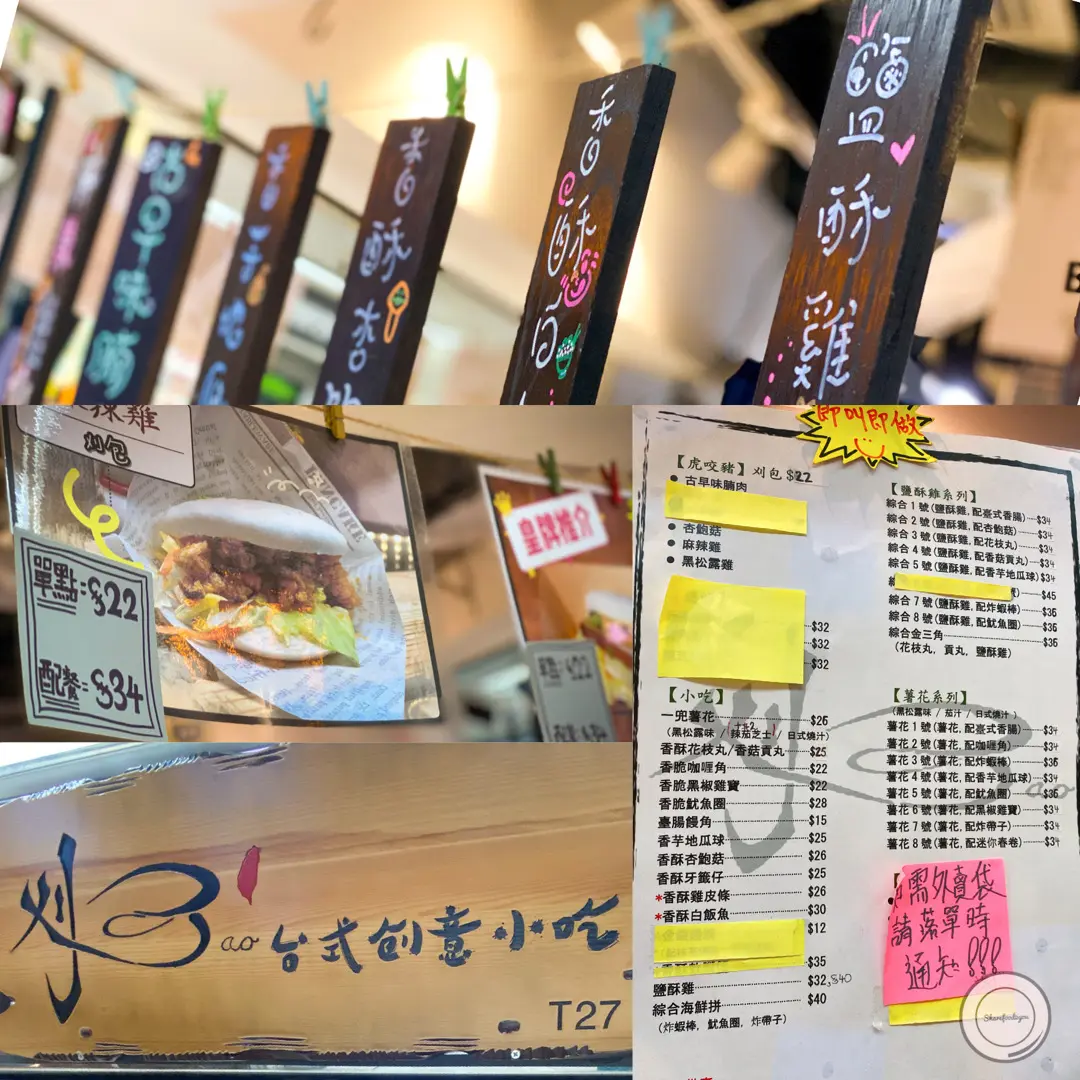 古早味腸
香酥杏鮑
香酥
鹽酥雞
辣雞
刈包
單點=$22
配餐=$34
皇牌推介
刈Bao 台式創意小吃
T27
即叫即做
【虎咬豬】刈包 $22
● 古早味腩肉
● 杏鮑菇
● 麻辣雞
● 黑松露雞
$32
$32
$32
【小吃】
一兜薯花 $26
(黑松露味 / 辣茄芝士 / 日式燒汁)
香酥花枝丸/香菇貢丸 $25
香脆咖喱角 $22
香脆黑椒雞寶 $22
香脆魷魚圈 $28
臺腸饅角 $15
香芋地瓜球 $25
香酥杏鮑菇 $26
香酥牙籤仔 $25
*香酥雞皮條 $26
*香酥白飯魚 $30
$12
$35
鹽酥雞 $32, $40
綜合海鮮拼 $40
(炸蝦棒, 魷魚圈, 炸帶子)
【鹽酥雞系列】
綜合 1 號(鹽酥雞, 配臺式香腸) $34
綜合 2 號(鹽酥雞, 配杏鮑菇) $34
綜合 3 號(鹽酥雞, 配花枝丸) $34
綜合 4 號(鹽酥雞, 配香菇貢丸) $34
綜合 5 號(鹽酥雞, 配香芋地瓜球) $34
$45
綜合 7 號(鹽酥雞, 配炸蝦棒) $36
綜合 8 號(鹽酥雞, 配魷魚圈) $36
綜合金三角 $36
(花枝丸, 貢丸, 鹽酥雞)
【薯花系列】
(黑松露味 / 茄汁 / 日式燒汁)
薯花 1 號(薯花, 配臺式香腸) $34
薯花 2 號(薯花, 配咖喱角) $34
薯花 3 號(薯花, 配炸蝦棒) $36
薯花 4 號(薯花, 配香芋地瓜球) $34
薯花 5 號(薯花, 配魷魚圈) $36
薯花 6 號(薯花, 配黑椒雞寶) $34
薯花 7 號(薯花, 配炸帶子) $34
薯花 8 號(薯花, 配迷你春卷) $34
如需外賣袋
請落單時
通知!!!